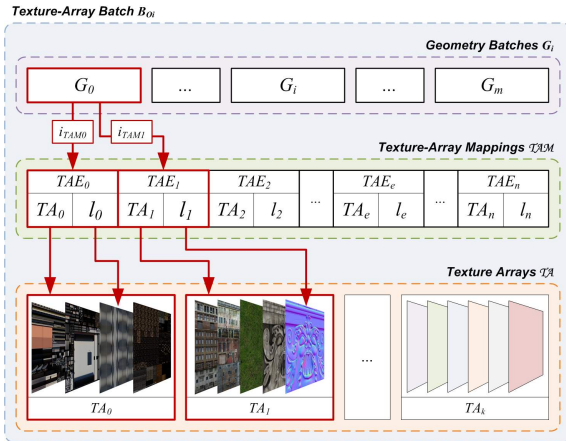 Texture-Array Batch B_Oi
Geometry Batches G_i
G_0 ... G_i ... G_m
i_TAM0 i_TAM1
Texture-Array Mappings TAM
TAE_0 TAE_1 TAE_2 ... TAE_e ... TAE_n
TA_0 l_0 TA_1 l_1 TA_2 l_2 TA_e l_e TA_n l_n
Texture Arrays TA
...
TA_0 TA_1 TA_k